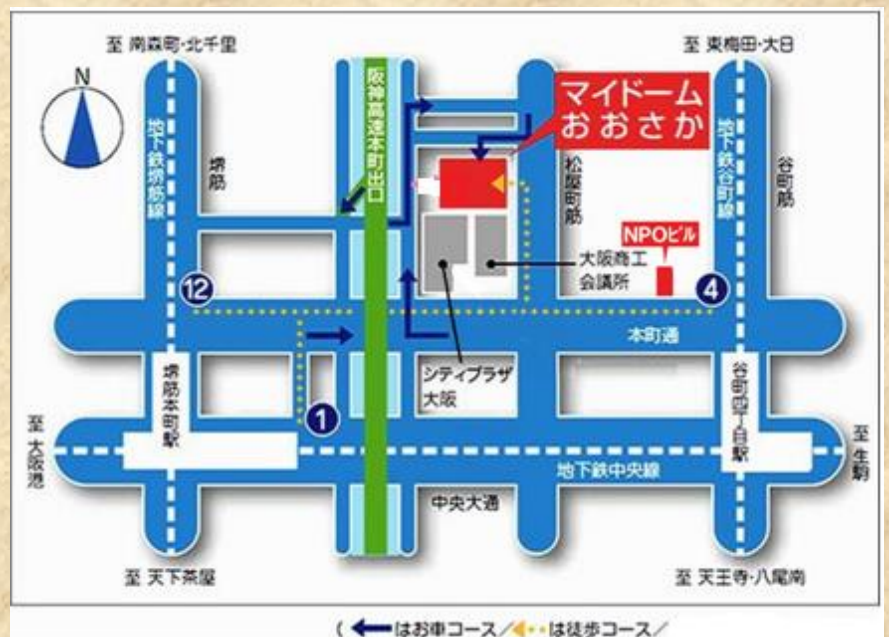 至 南森町・北千里
至 東梅田・大日
N
阪神高速本町出口
マイドーム
おおさか
地下鉄堺筋線
堺筋
松屋町筋
地下鉄谷町線
谷町筋
NPOビル
大阪商工
会議所
12
4
本町通
シティプラザ
大阪
堺筋本町駅
谷町四丁目駅
1
至 大阪港
至 生駒
地下鉄中央線
中央大通
至 天下茶屋
至 天王寺・八尾南
( ←はお車コース/◀‥は徒歩コース/